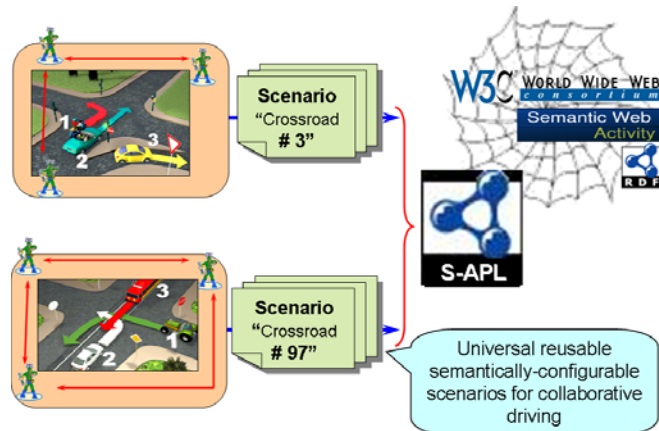 1
2
3
Scenario
“Crossroad
# 3”
W3C WORLD WIDE WEB
consortium
Semantic Web
Activity
RDF
S-APL
3
1
2
Scenario
“Crossroad
# 97”
Universal reusable
semantically-configurable
scenarios for collaborative
driving